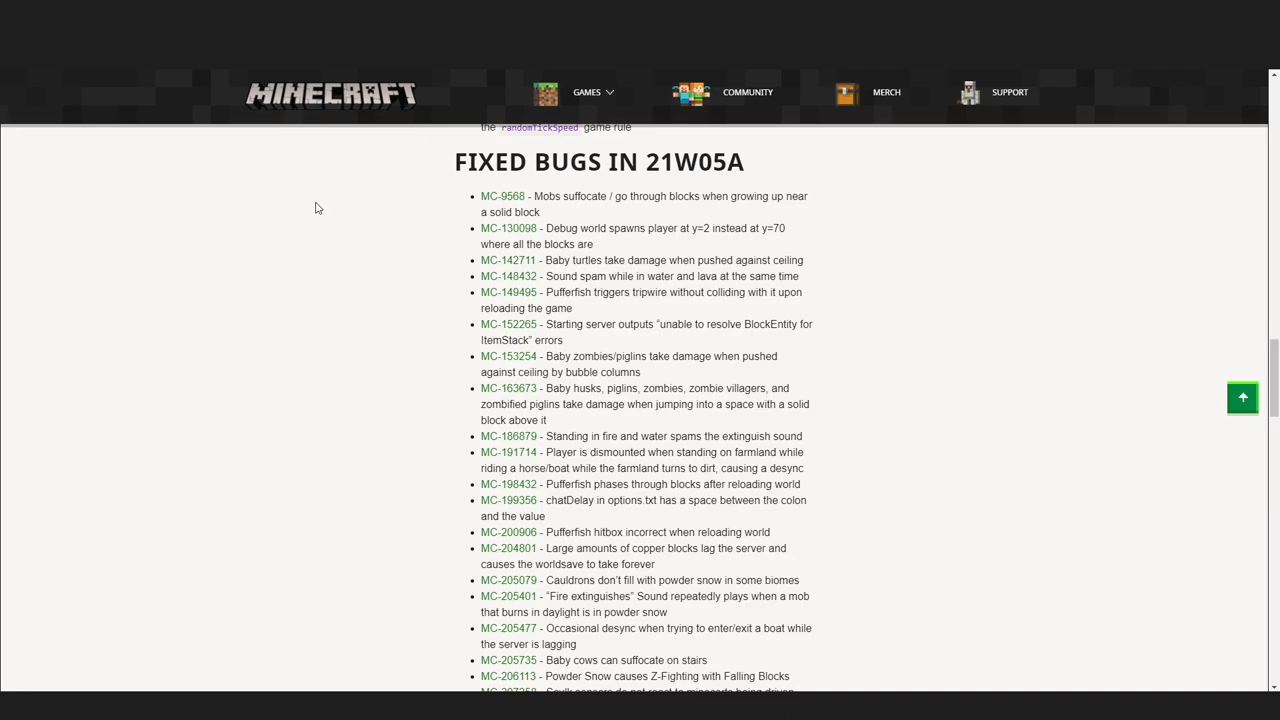 MINECRAFT
GAMES
COMMUNITY
MERCH
SUPPORT
the randomTickSpeed game rule
FIXED BUGS IN 21W05A
MC-9568 - Mobs suffocate / go through blocks when growing up near
a solid block
MC-130098 - Debug world spawns player at y=2 instead at y=70
where all the blocks are
MC-142711 - Baby turtles take damage when pushed against ceiling
MC-148432 - Sound spam while in water and lava at the same time
MC-149495 - Pufferfish triggers tripwire without colliding with it upon
reloading the game
MC-152265 - Starting server outputs “unable to resolve BlockEntity for
ItemStack” errors
MC-153254 - Baby zombies/piglins take damage when pushed
against ceiling by bubble columns
MC-163673 - Baby husks, piglins, zombies, zombie villagers, and
zombified piglins take damage when jumping into a space with a solid
block above it
MC-186879 - Standing in fire and water spams the extinguish sound
MC-191714 - Player is dismounted when standing on farmland while
riding a horse/boat while the farmland turns to dirt, causing a desync
MC-198432 - Pufferfish phases through blocks after reloading world
MC-199356 - chatDelay in options.txt has a space between the colon
and the value
MC-200906 - Pufferfish hitbox incorrect when reloading world
MC-204801 - Large amounts of copper blocks lag the server and
causes the worldsave to take forever
MC-205079 - Cauldrons don’t fill with powder snow in some biomes
MC-205401 - “Fire extinguishes” Sound repeatedly plays when a mob
that burns in daylight is in powder snow
MC-205477 - Occasional desync when trying to enter/exit a boat while
the server is lagging
MC-205735 - Baby cows can suffocate on stairs
MC-206113 - Powder Snow causes Z-Fighting with Falling Blocks